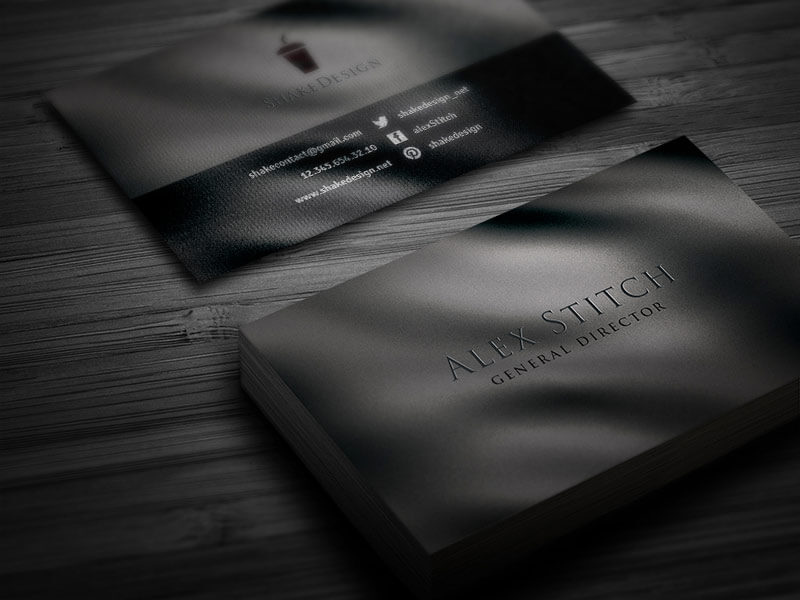 SHAKEDESIGN
shakecontact@gmail.com
12.345.654.32.10
www.shakedesign.net
shakedesign_net
alexStitch
shakedesign
ALEX STITCH
GENERAL DIRECTOR